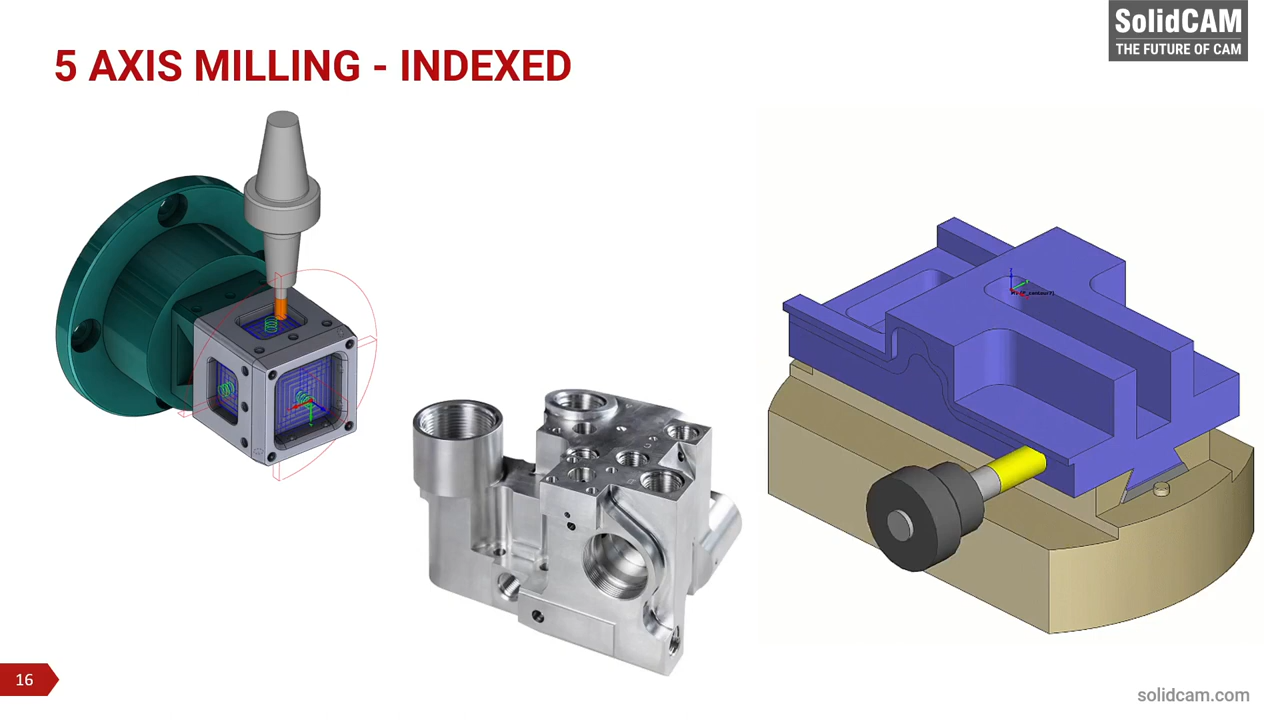 SolidCAM
THE FUTURE OF CAM
5 AXIS MILLING - INDEXED
16
solidcam.com